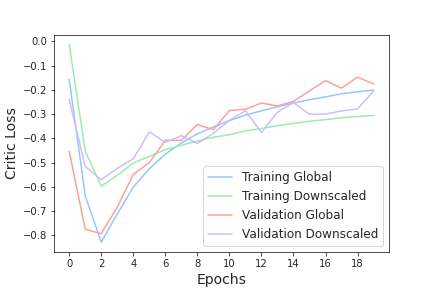 0.0
−0.1
−0.2
−0.3
−0.4
−0.5
−0.6
−0.7
−0.8
Critic Loss
Training Global
Training Downscaled
Validation Global
Validation Downscaled
0 2 4 6 8 10 12 14 16 18
Epochs